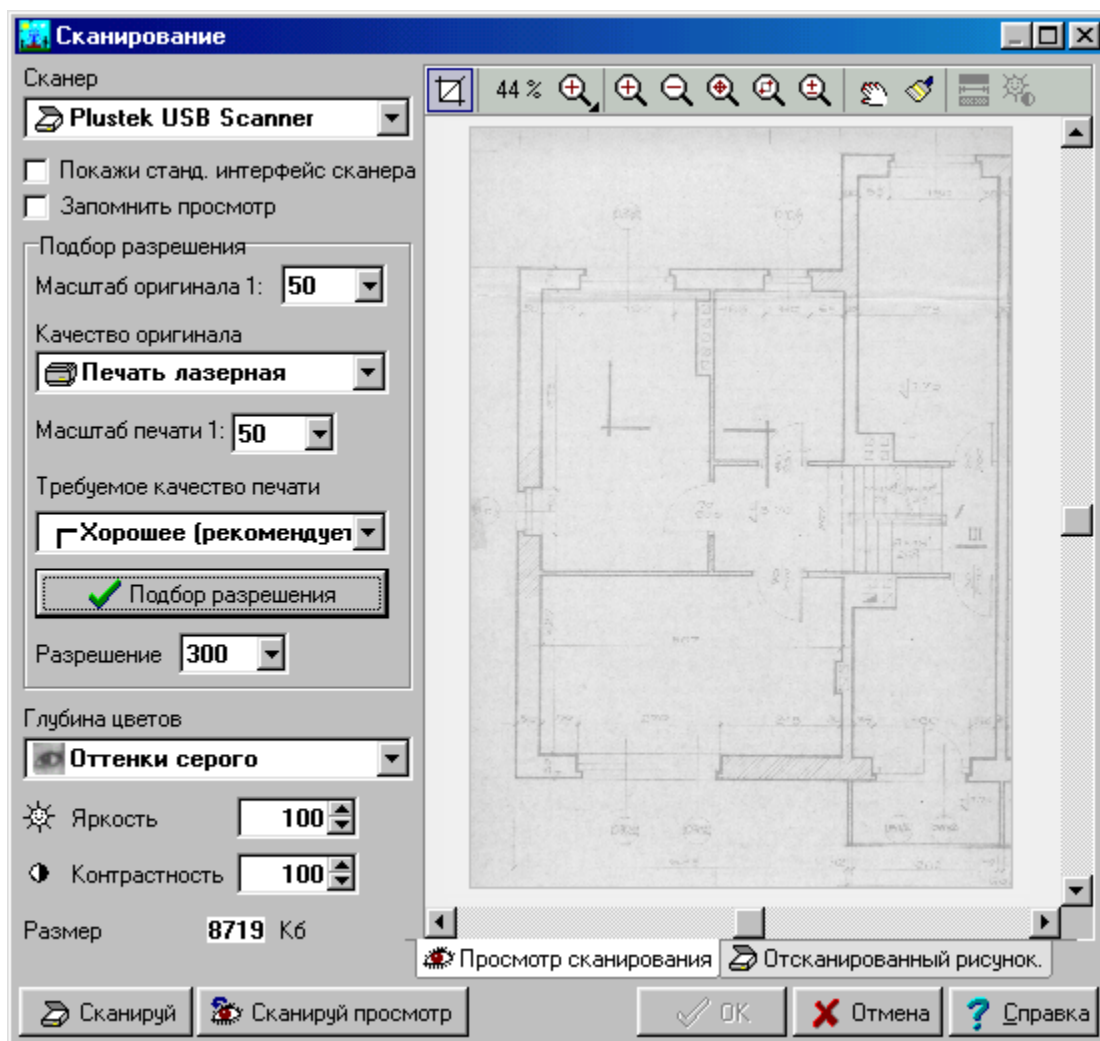 Сканирование
Сканер
Plustek USB Scanner
Покажи станд. интерфейс сканера
Запомнить просмотр
Подбор разрешения
Масштаб оригинала 1: 50
Качество оригинала
Печать лазерная
Масштаб печати 1: 50
Требуемое качество печати
Хорошее (рекомендует
Подбор разрешения
Разрешение 300
Глубина цветов
Оттенки серого
Яркость 100
Контрастность 100
Размер 8719 Кб
44 %
Просмотр сканирования Отсканированный рисунок.
Сканируй Сканируй просмотр OK Отмена Справка